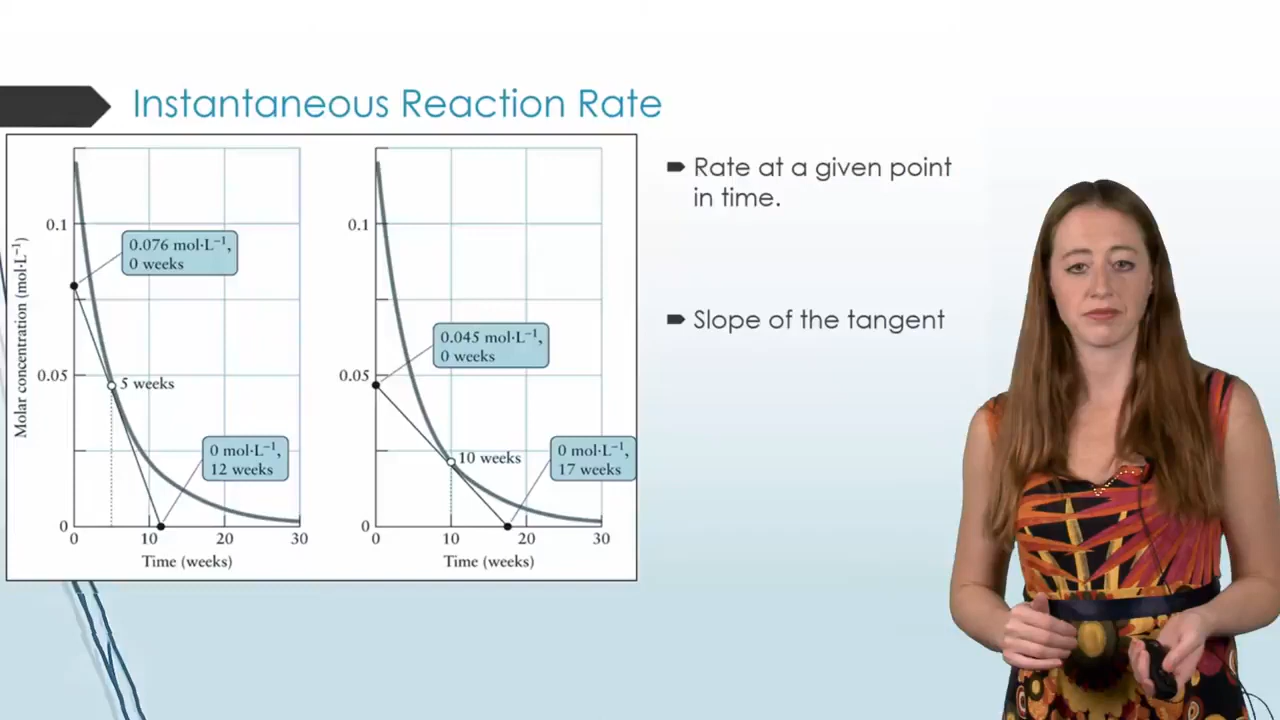 Instantaneous Reaction Rate
Molar concentration (mol·L⁻¹)
0.1
0.05
0
0.076 mol·L⁻¹,
0 weeks
5 weeks
0 mol·L⁻¹,
12 weeks
0 10 20 30
Time (weeks)
0.1
0.05
0
0.045 mol·L⁻¹,
0 weeks
10 weeks
0 mol·L⁻¹,
17 weeks
0 10 20 30
Time (weeks)
Rate at a given point
in time.
Slope of the tangent